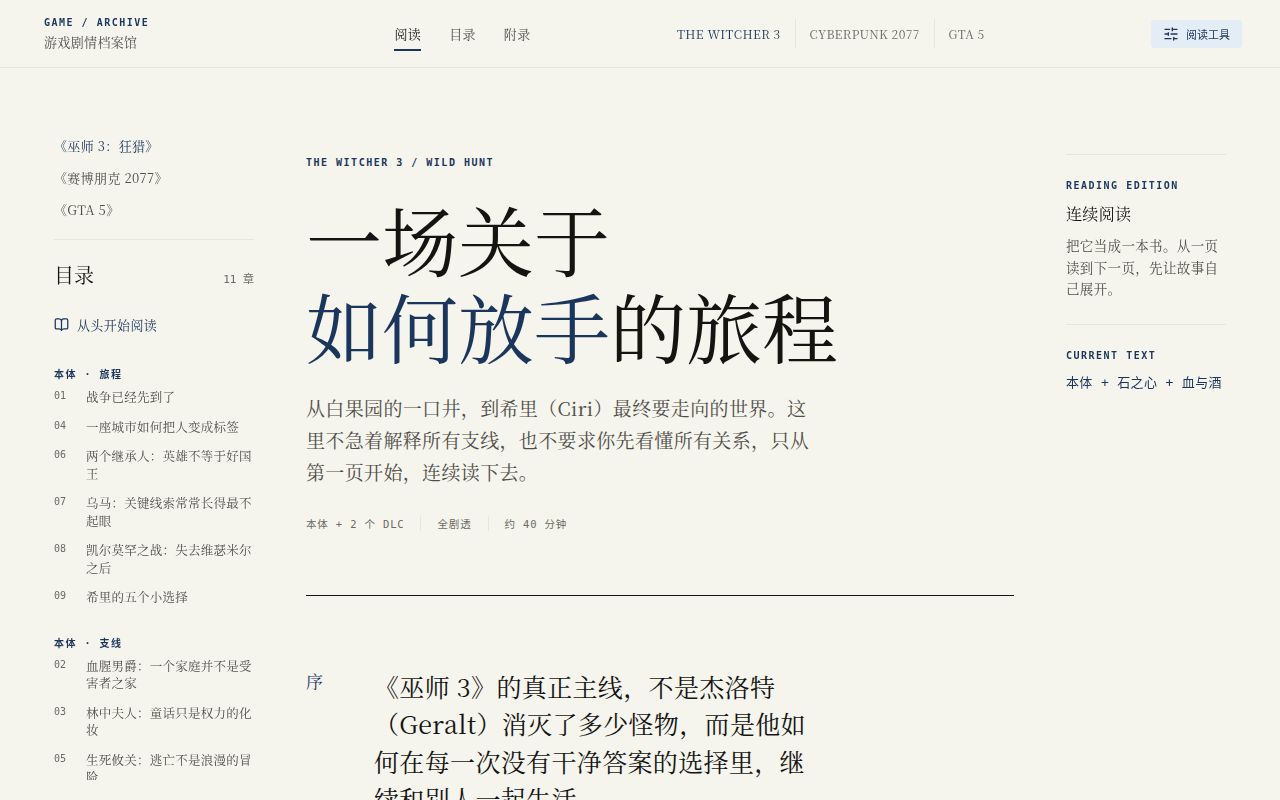 GAME / ARCHIVE
游戏剧情档案馆
阅读
目录
附录
THE WITCHER 3
CYBERPUNK 2077
GTA 5
阅读工具
《巫师 3：狂猎》
《赛博朋克 2077》
《GTA 5》
目录
11 章
从头开始阅读
本体 · 旅程
01 战争已经先到了
04 一座城市如何把人变成标签
06 两个继承人：英雄不等于好国
王
07 乌马：关键线索常常长得最不
起眼
08 凯尔莫罕之战：失去维瑟米尔
之后
09 希里的五个小选择
本体 · 支线
02 血腥男爵：一个家庭并不是受
害者之家
03 林中夫人：童话只是权力的化
妆
05 生死攸关：逃亡不是浪漫的冒
险
THE WITCHER 3 / WILD HUNT
一场关于
如何放手的旅程
从白果园的一口井，到希里（Ciri）最终要走向的世界。这
里不急着解释所有支线，也不要求你先看懂所有关系，只从
第一页开始，连续读下去。
本体 + 2 个 DLC
全剧透
约 40 分钟
序
《巫师 3》的真正主线，不是杰洛特
（Geralt）消灭了多少怪物，而是他如
何在每一次没有干净答案的选择里，继
续和别人一起生活
READING EDITION
连续阅读
把它当成一本书。从一页
读到下一页，先让故事自
己展开。
CURRENT TEXT
本体 + 石之心 + 血与酒